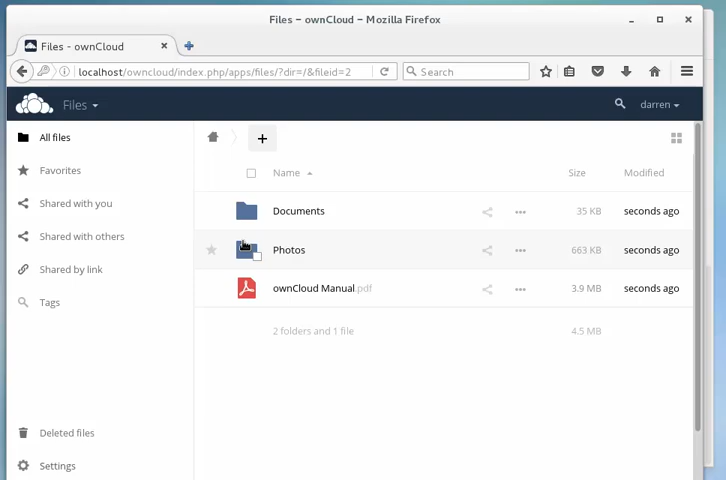 Files - ownCloud - Mozilla Firefox
Files - ownCloud
localhost/owncloud/index.php/apps/files/?dir=/&fileid=2
Search
Files
darren
All files
Favorites
Shared with you
Shared with others
Shared by link
Tags
Deleted files
Settings
Name Size Modified
Documents 35 KB seconds ago
Photos 663 KB seconds ago
ownCloud Manual.pdf 3.9 MB seconds ago
2 folders and 1 file 4.5 MB